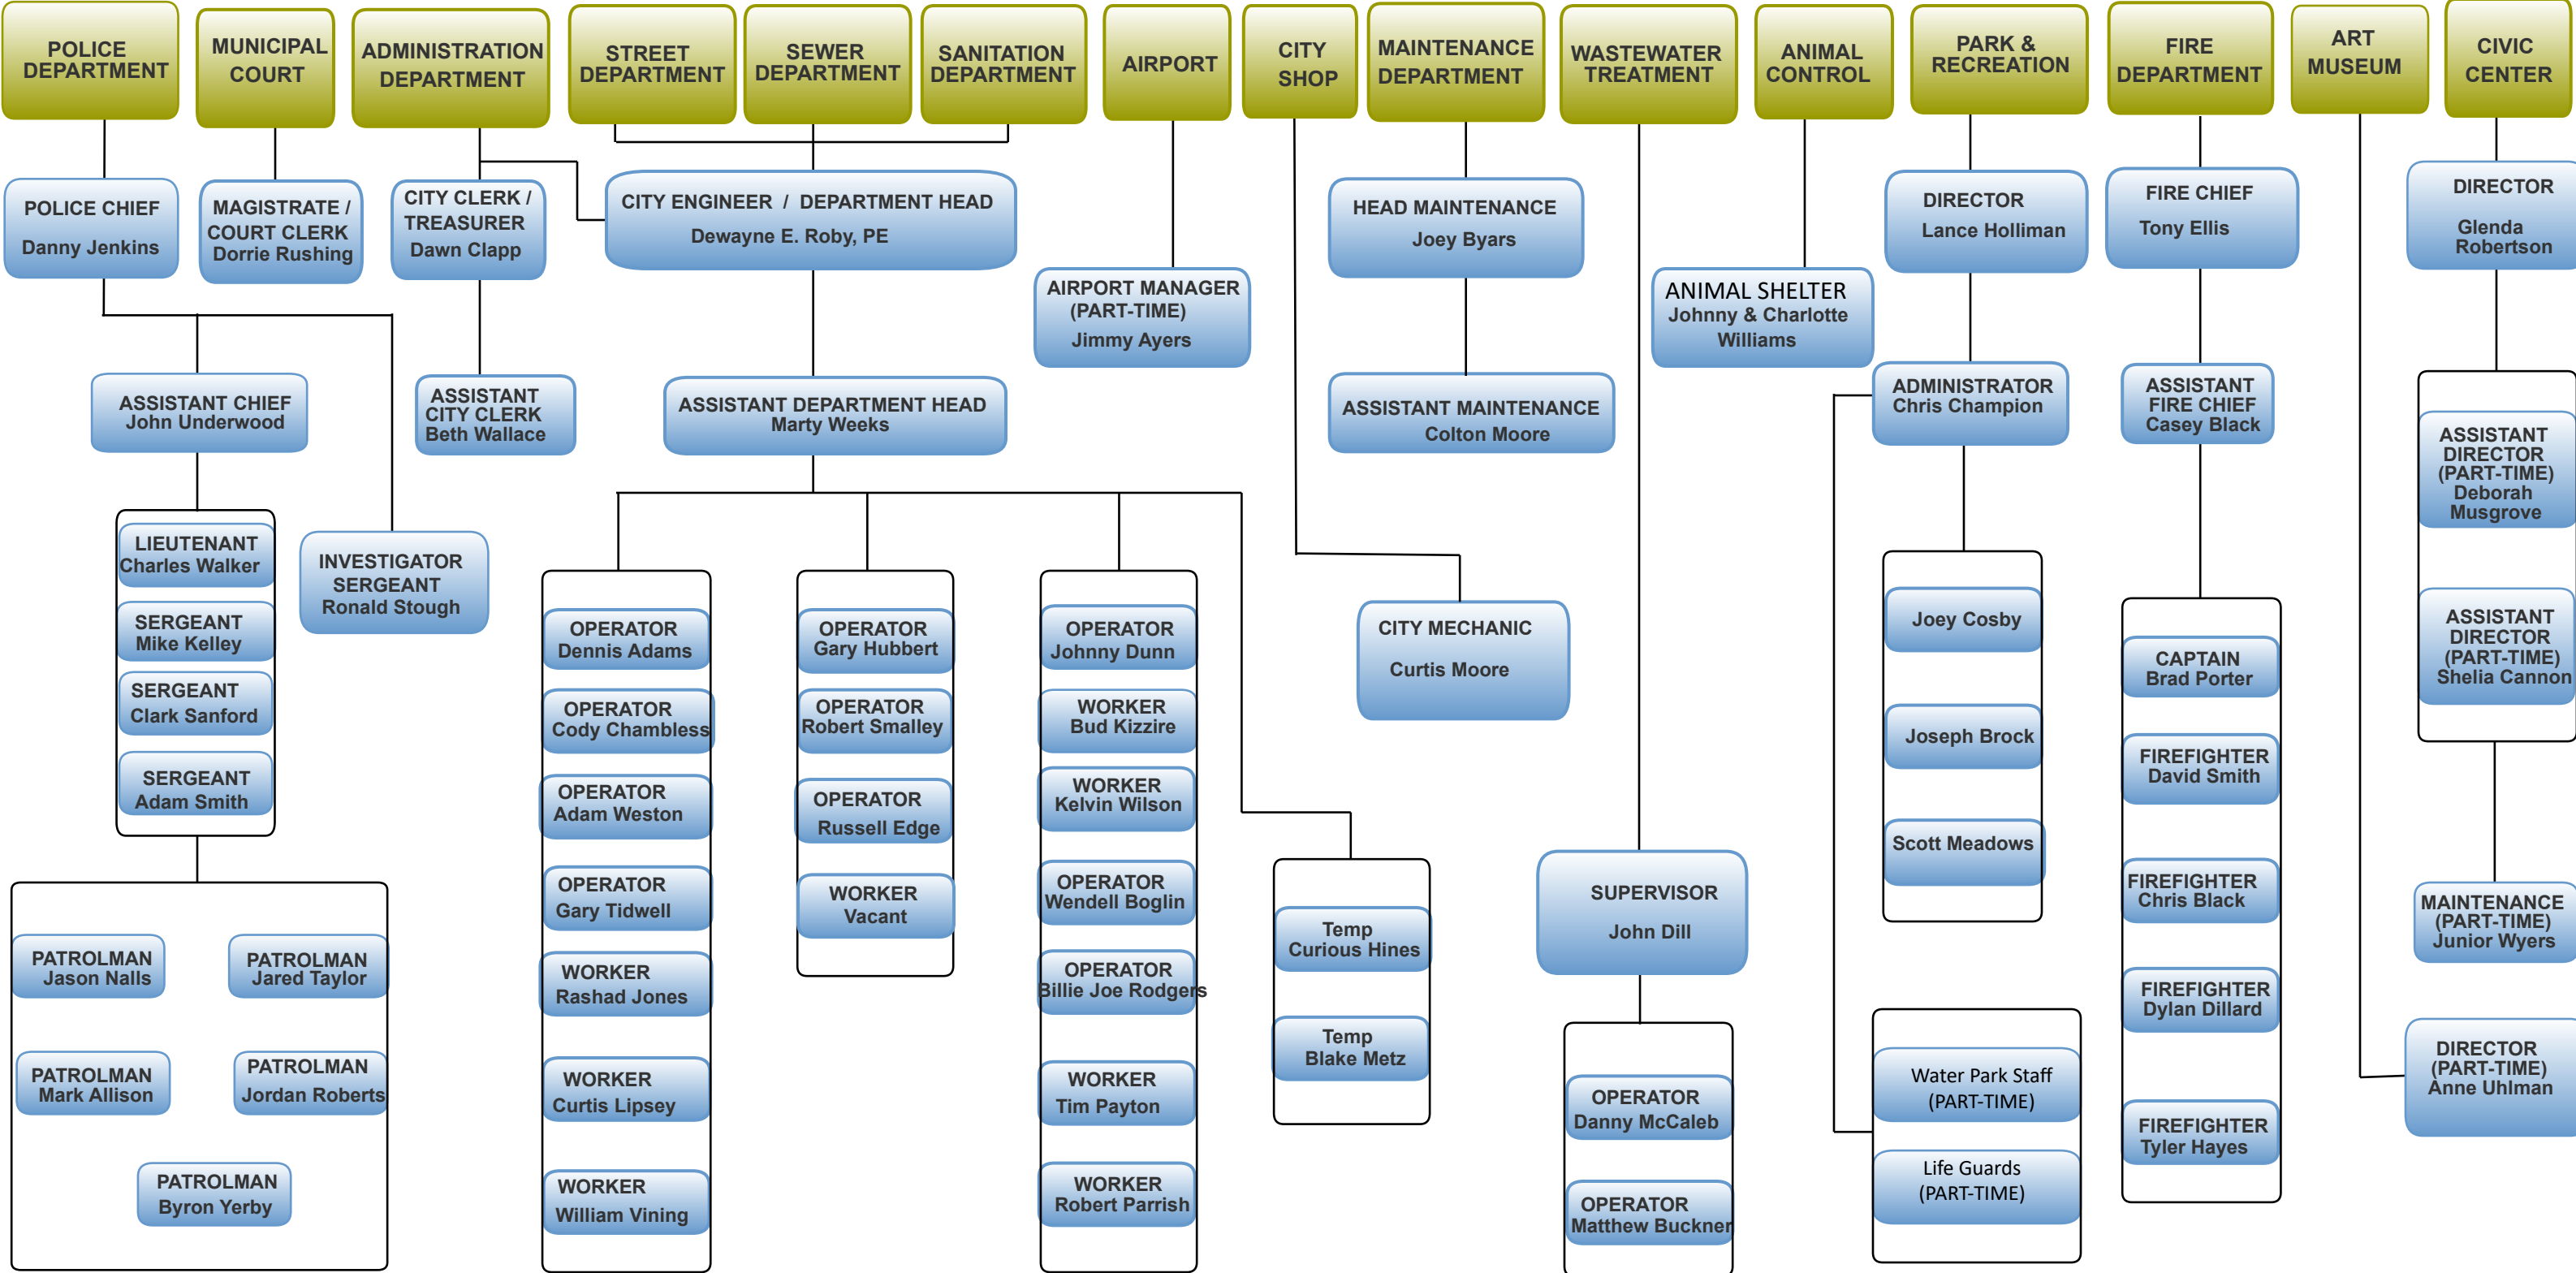 POLICE
DEPARTMENT
MUNICIPAL
COURT
ADMINISTRATION
DEPARTMENT
STREET
DEPARTMENT
SEWER
DEPARTMENT
SANITATION
DEPARTMENT
AIRPORT
CITY
SHOP
MAINTENANCE
DEPARTMENT
WASTEWATER
TREATMENT
ANIMAL
CONTROL
PARK &
RECREATION
FIRE
DEPARTMENT
ART
MUSEUM
CIVIC
CENTER
POLICE CHIEF
Danny Jenkins
MAGISTRATE /
COURT CLERK
Dorrie Rushing
CITY CLERK /
TREASURER
Dawn Clapp
CITY ENGINEER / DEPARTMENT HEAD
Dewayne E. Roby, PE
AIRPORT MANAGER
(PART-TIME)
Jimmy Ayers
HEAD MAINTENANCE
Joey Byars
ANIMAL SHELTER
Johnny & Charlotte
Williams
DIRECTOR
Lance Holliman
FIRE CHIEF
Tony Ellis
DIRECTOR
Glenda
Robertson
ASSISTANT CHIEF
John Underwood
ASSISTANT
CITY CLERK
Beth Wallace
ASSISTANT DEPARTMENT HEAD
Marty Weeks
ASSISTANT MAINTENANCE
Colton Moore
ADMINISTRATOR
Chris Champion
ASSISTANT
FIRE CHIEF
Casey Black
ASSISTANT
DIRECTOR
(PART-TIME)
Deborah
Musgrove
ASSISTANT
DIRECTOR
(PART-TIME)
Shelia Cannon
LIEUTENANT
Charles Walker
SERGEANT
Mike Kelley
SERGEANT
Clark Sanford
SERGEANT
Adam Smith
INVESTIGATOR
SERGEANT
Ronald Stough
OPERATOR
Dennis Adams
OPERATOR
Cody Chambless
OPERATOR
Adam Weston
OPERATOR
Gary Tidwell
WORKER
Rashad Jones
WORKER
Curtis Lipsey
WORKER
William Vining
OPERATOR
Gary Hubbert
OPERATOR
Robert Smalley
OPERATOR
Russell Edge
WORKER
Vacant
OPERATOR
Johnny Dunn
WORKER
Bud Kizzire
WORKER
Kelvin Wilson
OPERATOR
Wendell Boglin
OPERATOR
Billie Joe Rodgers
WORKER
Tim Payton
WORKER
Robert Parrish
Temp
Curious Hines
Temp
Blake Metz
CITY MECHANIC
Curtis Moore
SUPERVISOR
John Dill
OPERATOR
Danny McCaleb
OPERATOR
Matthew Buckner
Joey Cosby
Joseph Brock
Scott Meadows
Water Park Staff
(PART-TIME)
Life Guards
(PART-TIME)
CAPTAIN
Brad Porter
FIREFIGHTER
David Smith
FIREFIGHTER
Chris Black
FIREFIGHTER
Dylan Dillard
FIREFIGHTER
Tyler Hayes
MAINTENANCE
(PART-TIME)
Junior Wyers
DIRECTOR
(PART-TIME)
Anne Uhlman
PATROLMAN
Jason Nalls
PATROLMAN
Jared Taylor
PATROLMAN
Mark Allison
PATROLMAN
Jordan Roberts
PATROLMAN
Byron Yerby